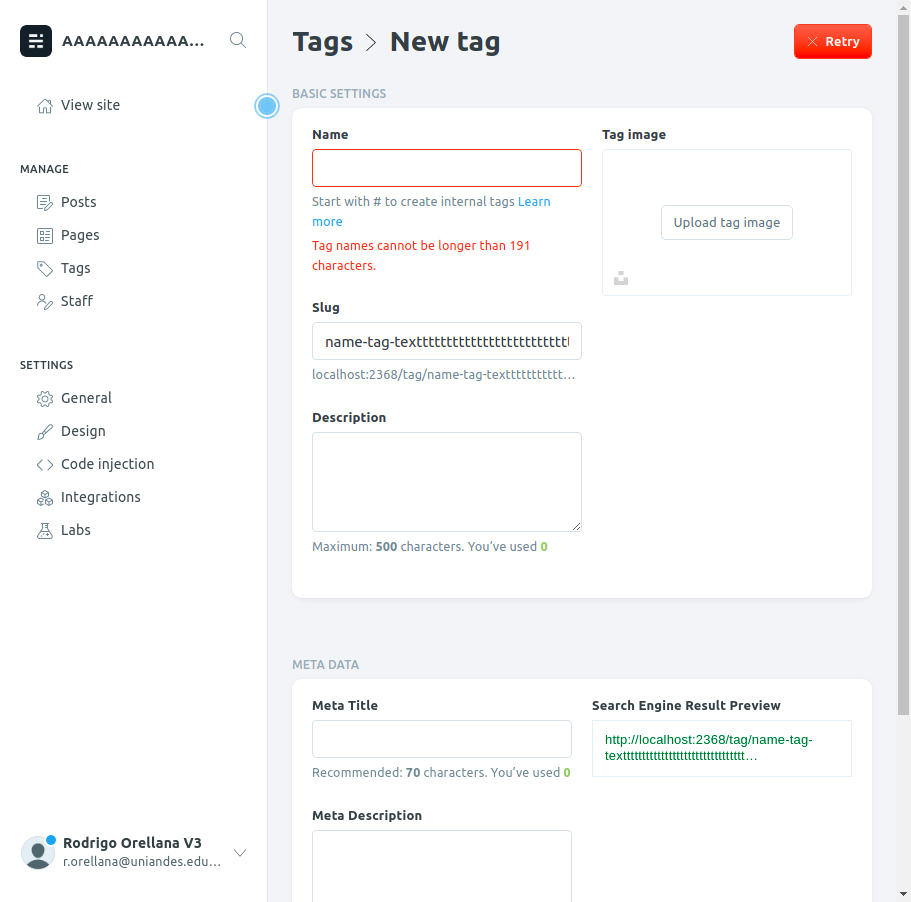 AAAAAAAAAAA...
View site
MANAGE
Posts
Pages
Tags
Staff
SETTINGS
General
Design
Code injection
Integrations
Labs
Rodrigo Orellana V3
r.orellana@uniandes.edu...
Tags > New tag
Retry
BASIC SETTINGS
Name
Start with # to create internal tags Learn
more
Tag names cannot be longer than 191
characters.
Slug
name-tag-textttttttttttttttttttttttttt
localhost:2368/tag/name-tag-texttttttttttt...
Description
Maximum: 500 characters. You've used 0
Tag image
Upload tag image
META DATA
Meta Title
Recommended: 70 characters. You've used 0
Meta Description
Search Engine Result Preview
http://localhost:2368/tag/name-tag-
textttttttttttttttttttttttttttttttt...